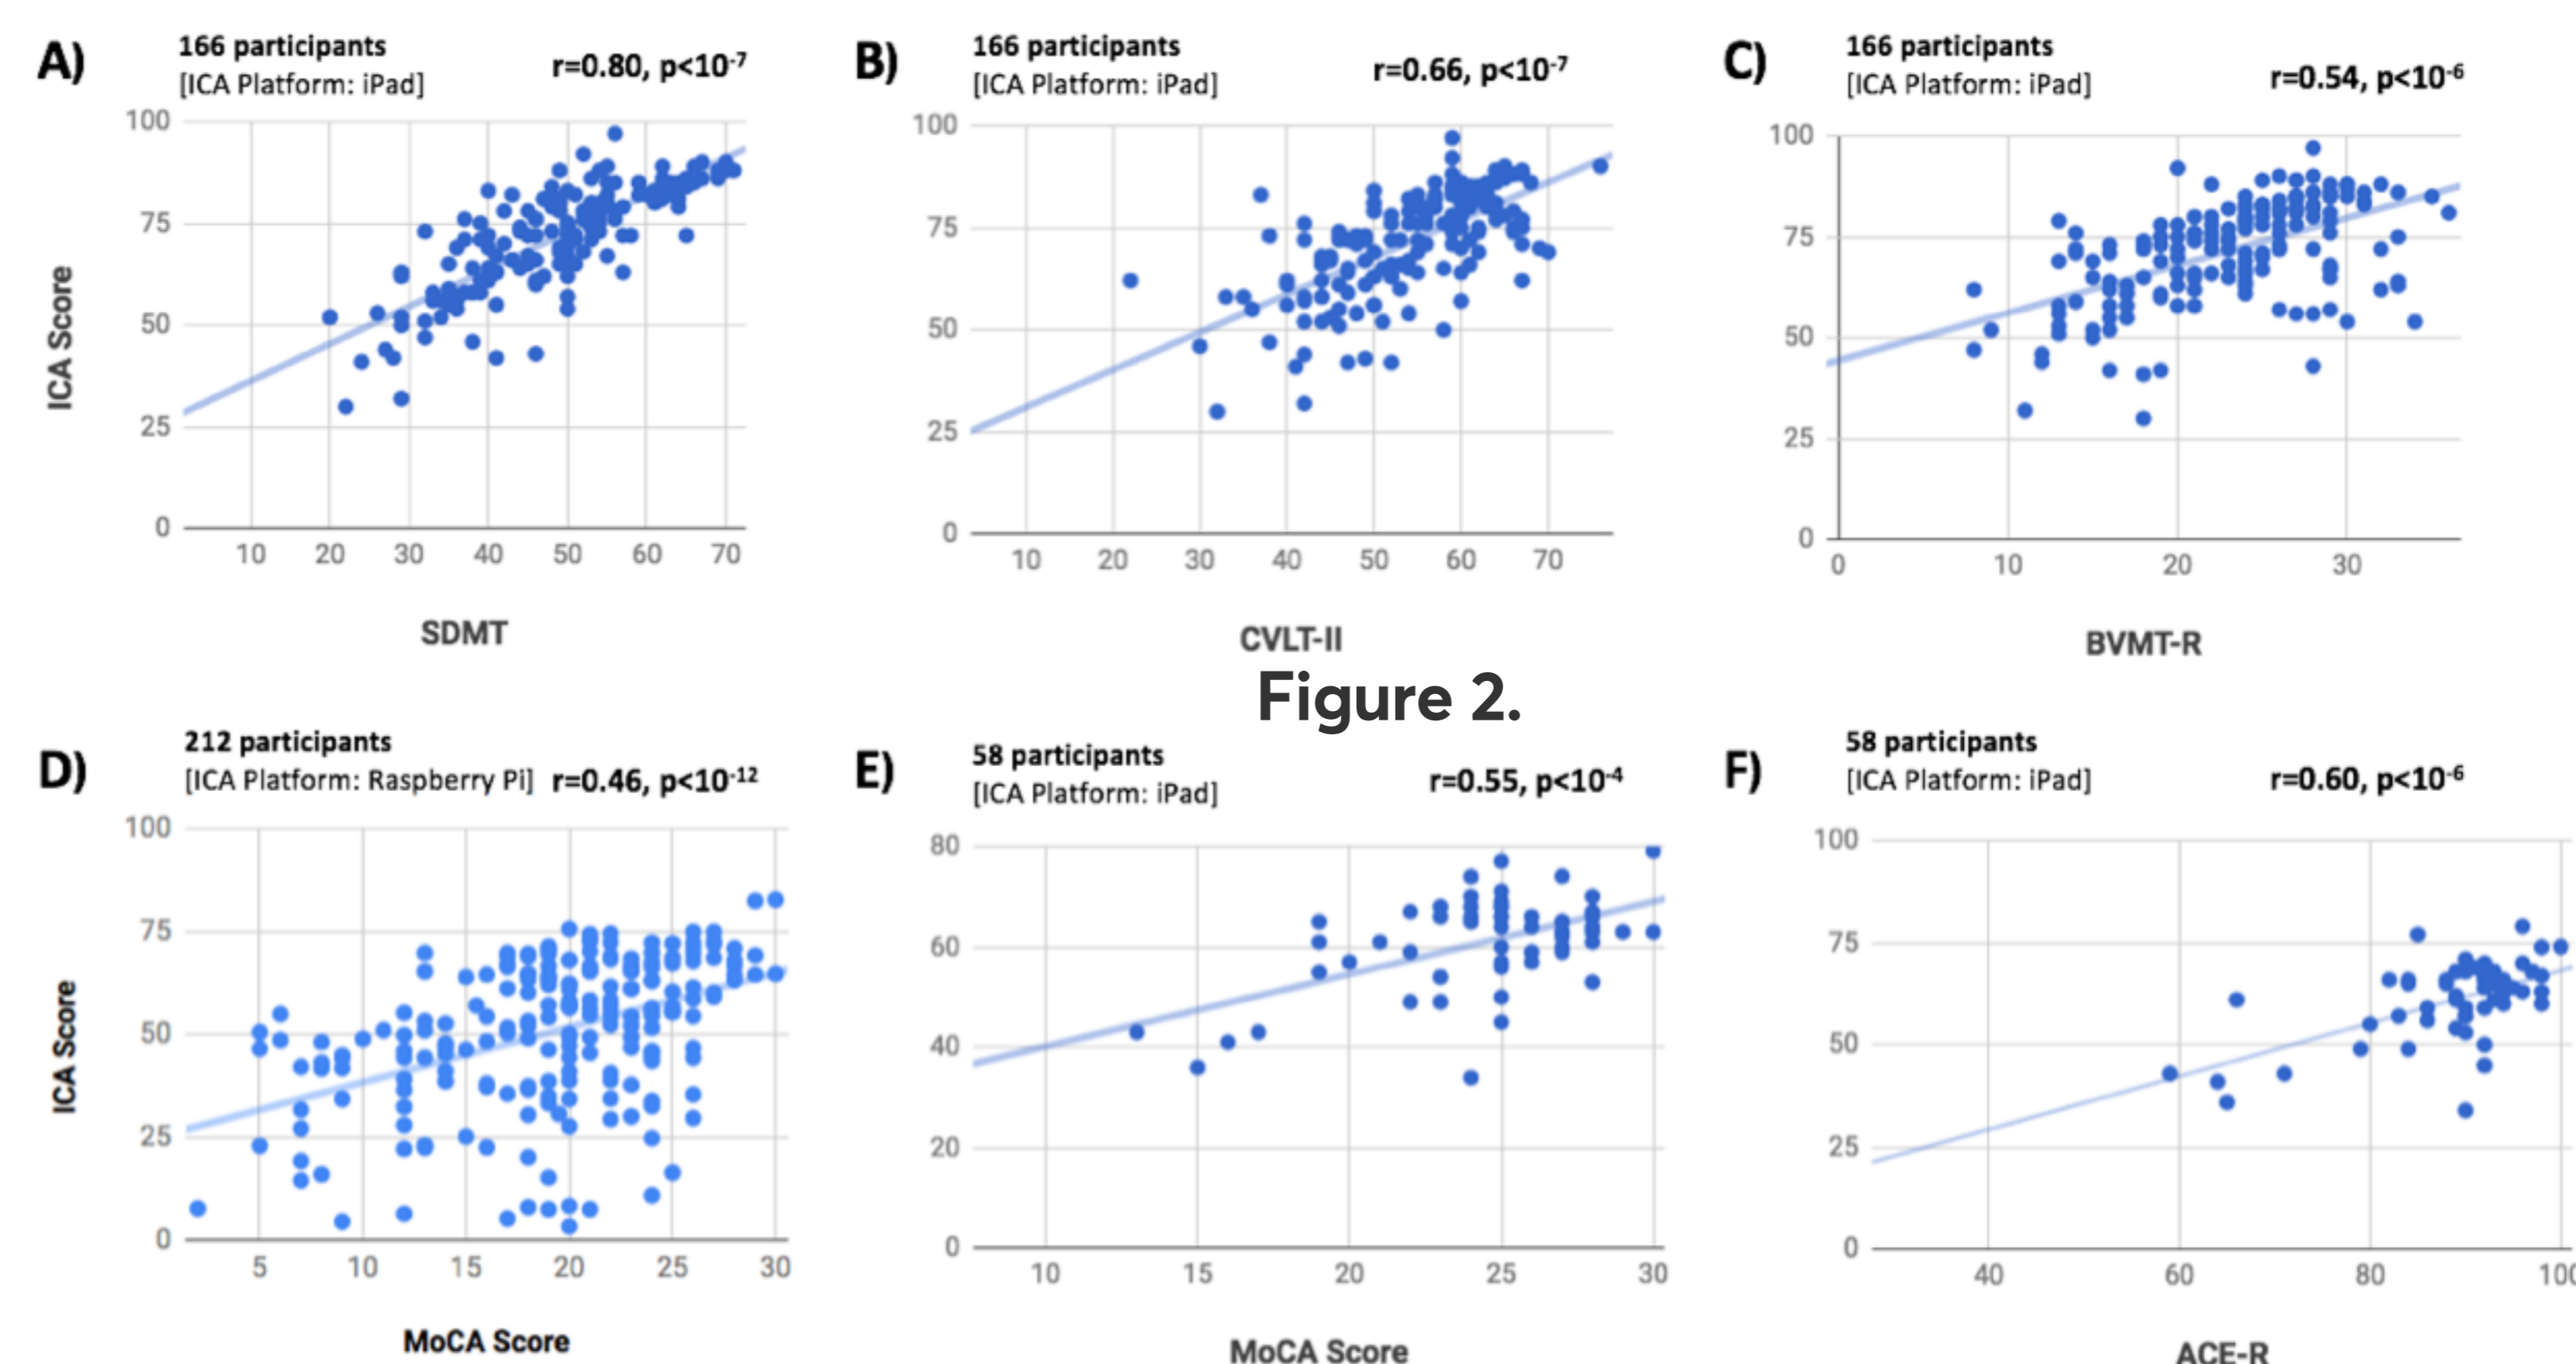 A)
166 participants
[ICA Platform: iPad]
r=0.80, p<10-7
100
75
50
25
0
ICA Score
10 20 30 40 50 60 70
SDMT
B)
166 participants
[ICA Platform: iPad]
r=0.66, p<10-7
100
75
50
25
0
10 20 30 40 50 60 70
CVLT-II
C)
166 participants
[ICA Platform: iPad]
r=0.54, p<10-6
100
75
50
25
0
0 10 20 30
BVMT-R
Figure 2.
D)
212 participants
[ICA Platform: Raspberry Pi] r=0.46, p<10-12
100
75
50
25
0
ICA Score
5 10 15 20 25 30
MoCA Score
E)
58 participants
[ICA Platform: iPad]
r=0.55, p<10-4
80
60
40
20
0
10 15 20 25 30
MoCA Score
F)
58 participants
[ICA Platform: iPad]
r=0.60, p<10-6
100
75
50
25
0
40 60 80 100
ACE-R